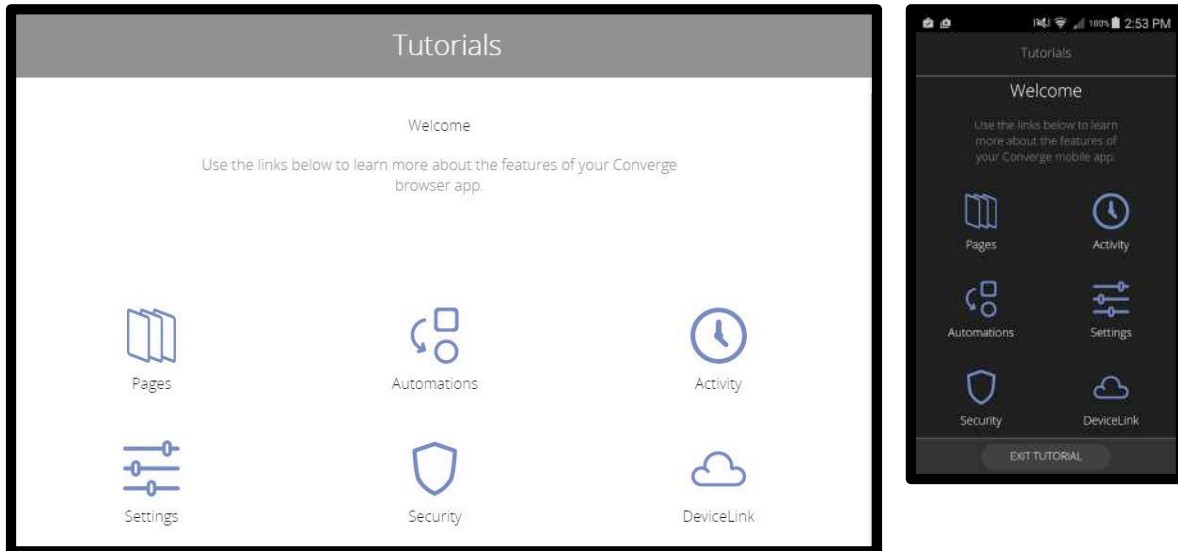 Tutorials
Welcome
Use the links below to learn more about the features of your Converge
browser app.
Pages
Automations
Activity
Settings
Security
DeviceLink
100% 2:53 PM
Tutorials
Welcome
Use the links below to learn
more about the features of
your Converge mobile app.
Pages
Activity
Automations
Settings
Security
DeviceLink
EXIT TUTORIAL